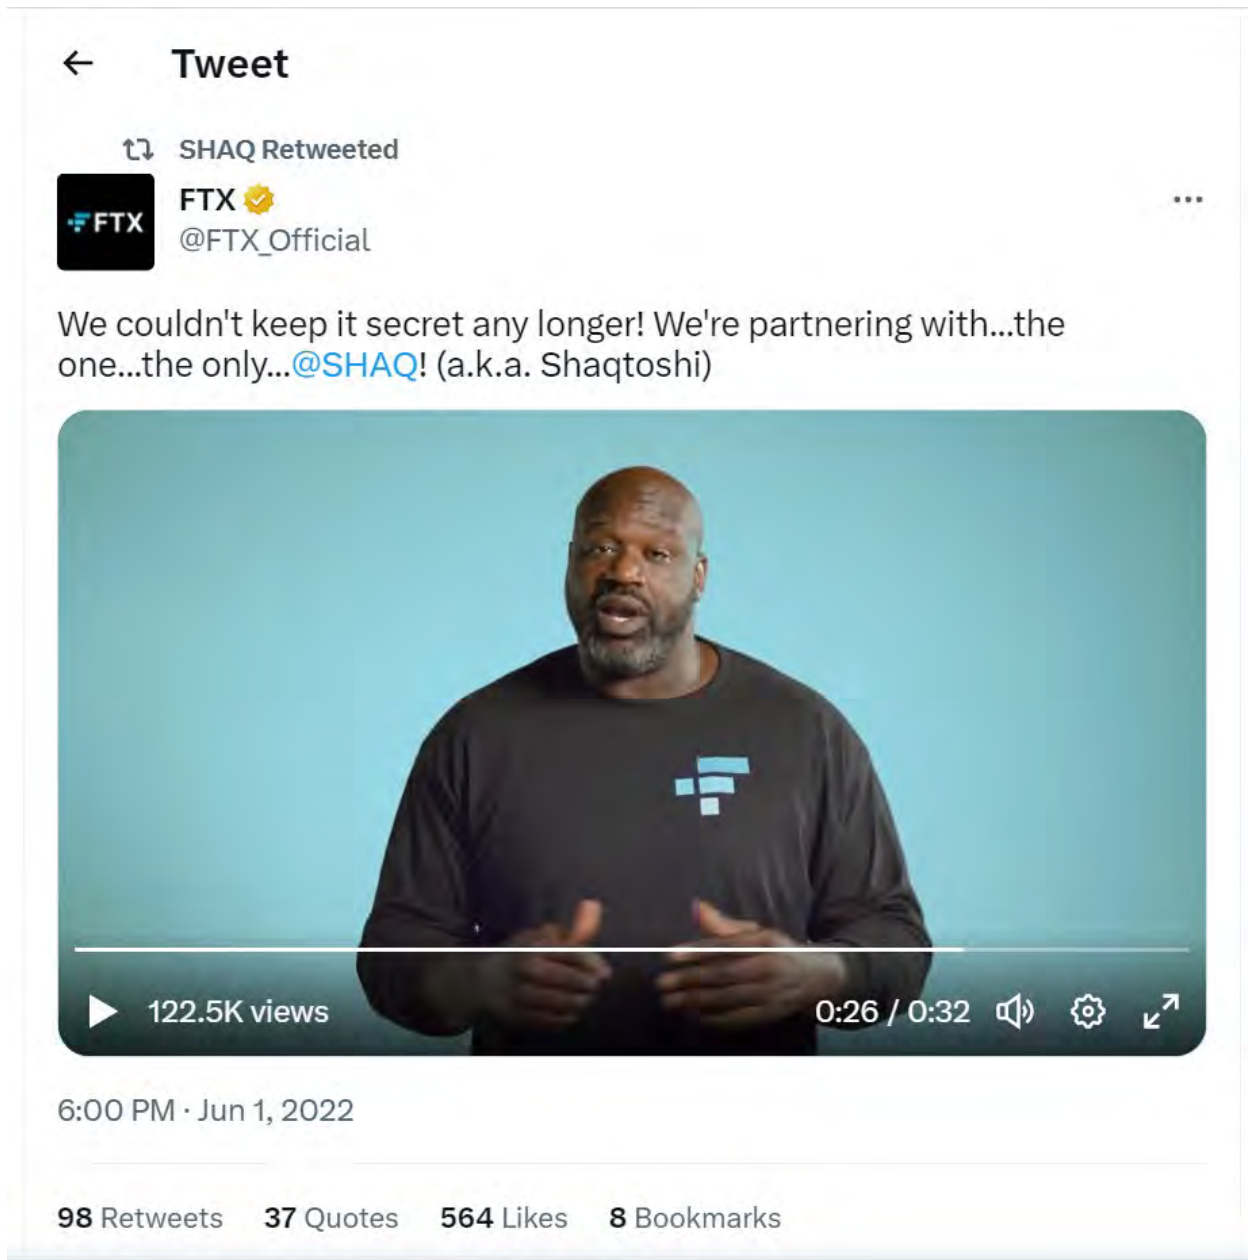 Tweet
SHAQ Retweeted
FTX
FTX
@FTX_Official
We couldn't keep it secret any longer! We're partnering with...the
one...the only...@SHAQ! (a.k.a. Shaqtoshi)
122.5K views
0:26 / 0:32
6:00 PM · Jun 1, 2022
98 Retweets 37 Quotes 564 Likes 8 Bookmarks